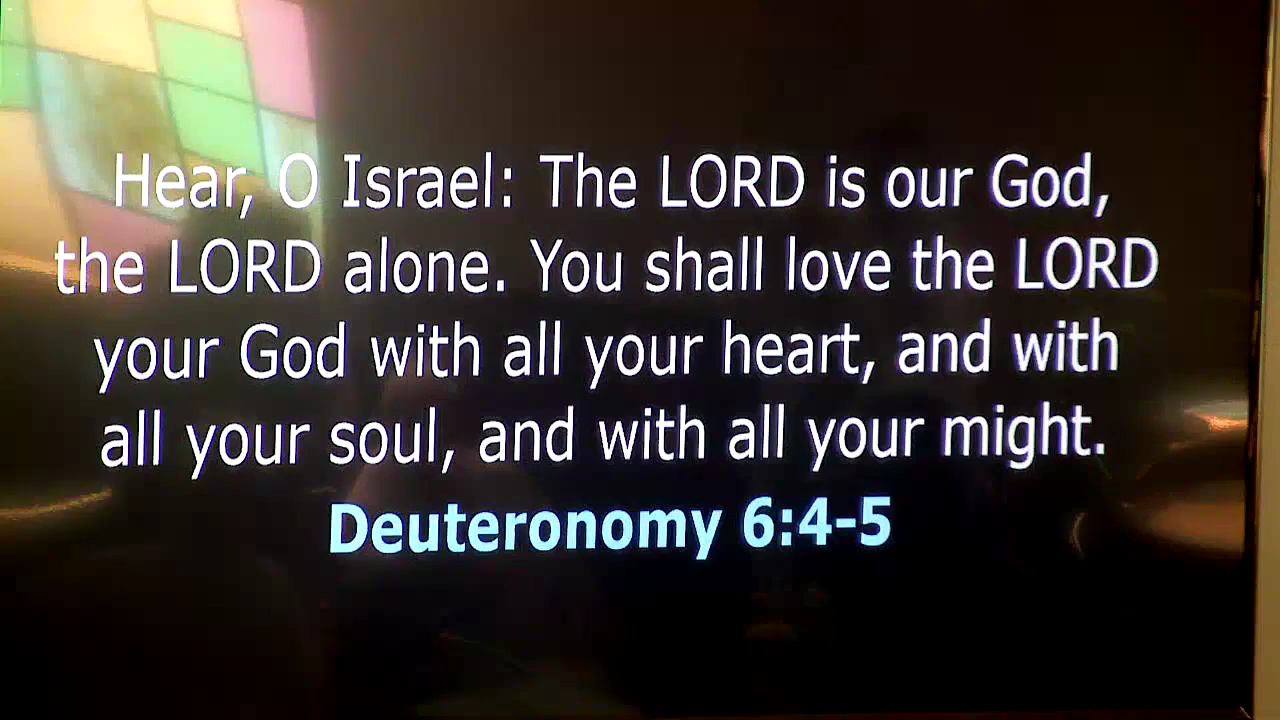 Hear, O Israel: The LORD is our God,
the LORD alone. You shall love the LORD
your God with all your heart, and with
all your soul, and with all your might.
Deuteronomy 6:4-5